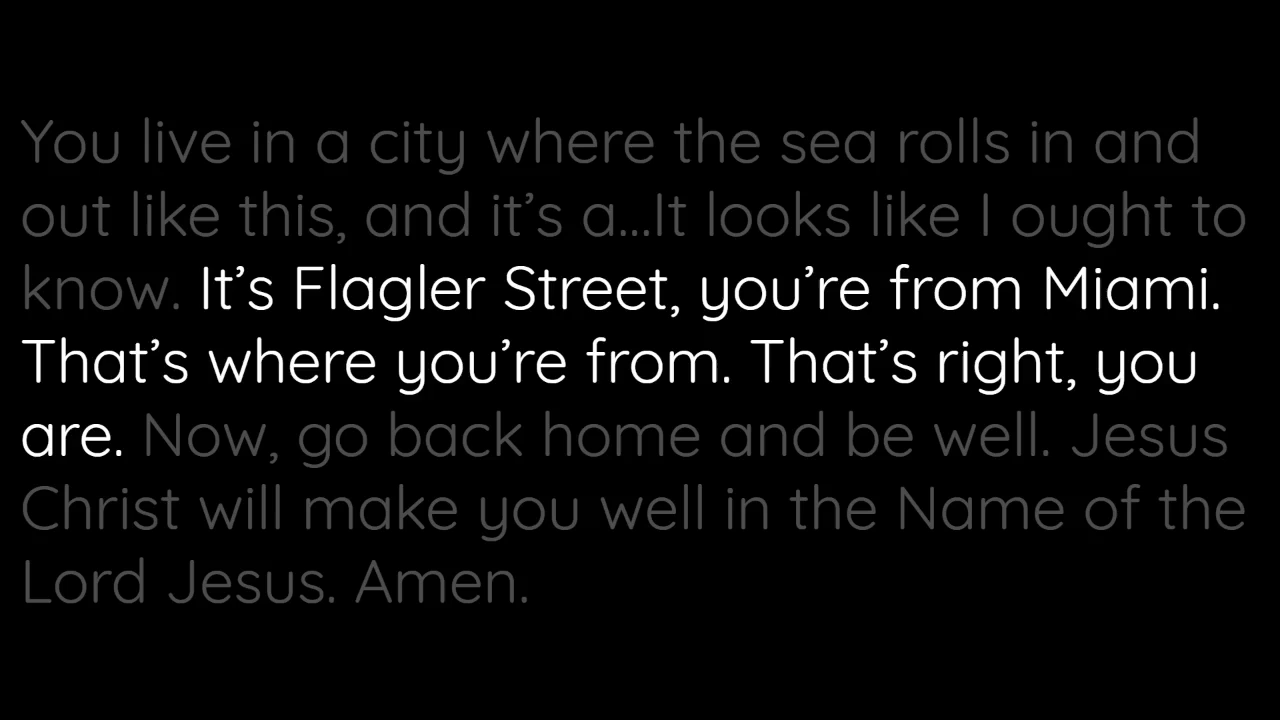 You live in a city where the sea rolls in and
out like this, and it’s a...It looks like I ought to
know. It’s Flagler Street, you’re from Miami.
That’s where you’re from. That’s right, you
are. Now, go back home and be well. Jesus
Christ will make you well in the Name of the
Lord Jesus. Amen.